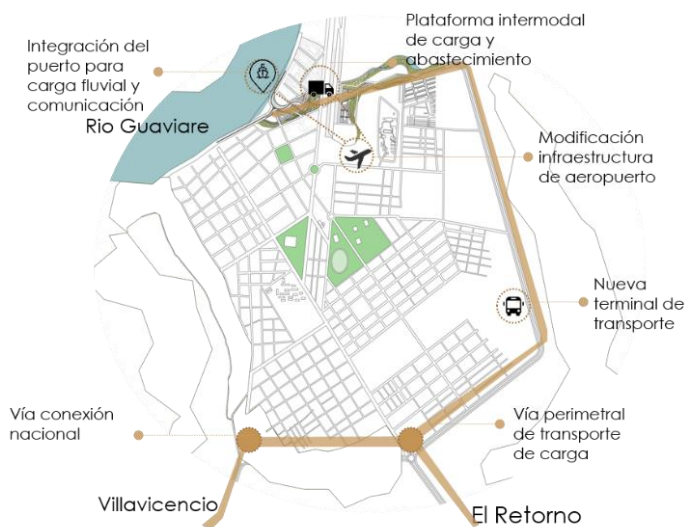 Integración del
puerto para
carga fluvial y
comunicación
Rio Guaviare
Plataforma intermodal
de carga y
abastecimiento
Modificación
infraestructura
de aeropuerto
Nueva
terminal de
transporte
Vía conexión
nacional
Vía perimetral
de transporte
de carga
Villavicencio
El Retorno